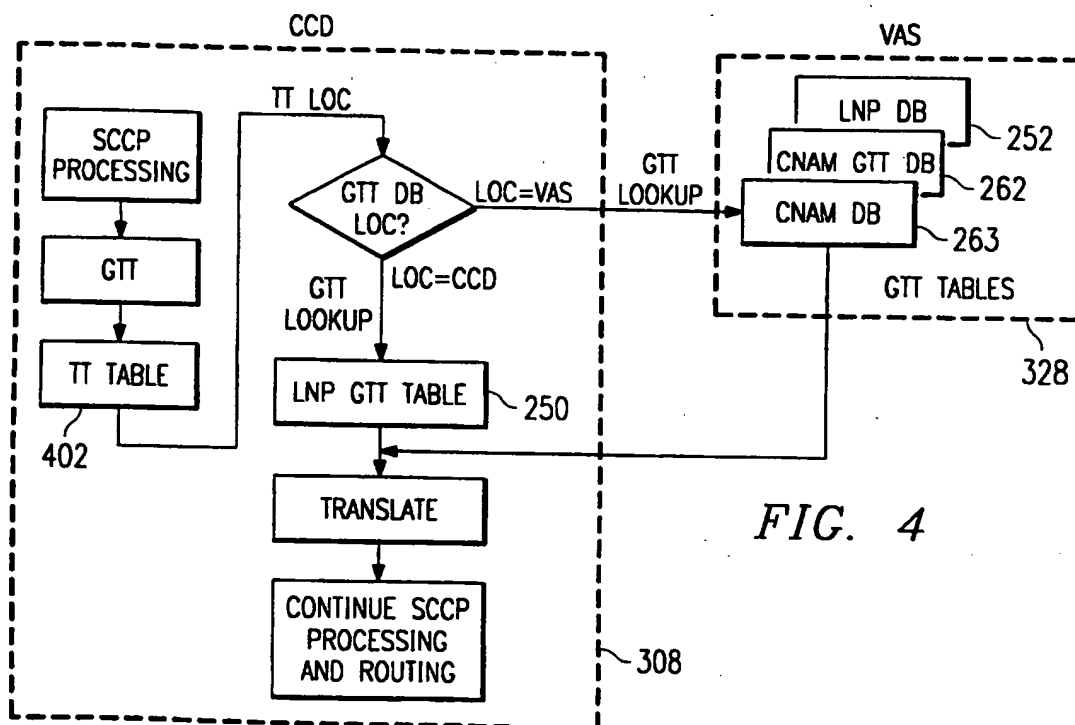 CCD
VAS
SCCP
PROCESSING
GTT
TT TABLE
402
TT LOC
GTT DB
LOC?
LOC=VAS
GTT
LOOKUP
LOC=CCD
GTT
LOOKUP
LNP GTT TABLE
250
TRANSLATE
CONTINUE SCCP
PROCESSING
AND ROUTING
308
LNP DB
252
CNAM GTT DB
262
CNAM DB
263
GTT TABLES
328
FIG. 4